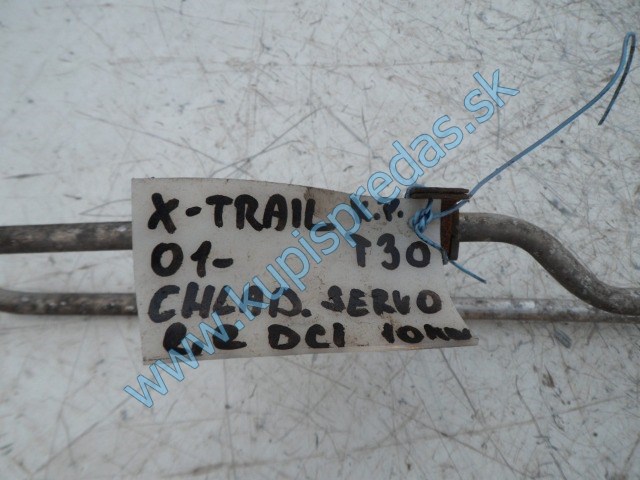 X-TRAIL
01- T30
CHLAD. SERVO
2.2 DCI
www.kupispredas.sk